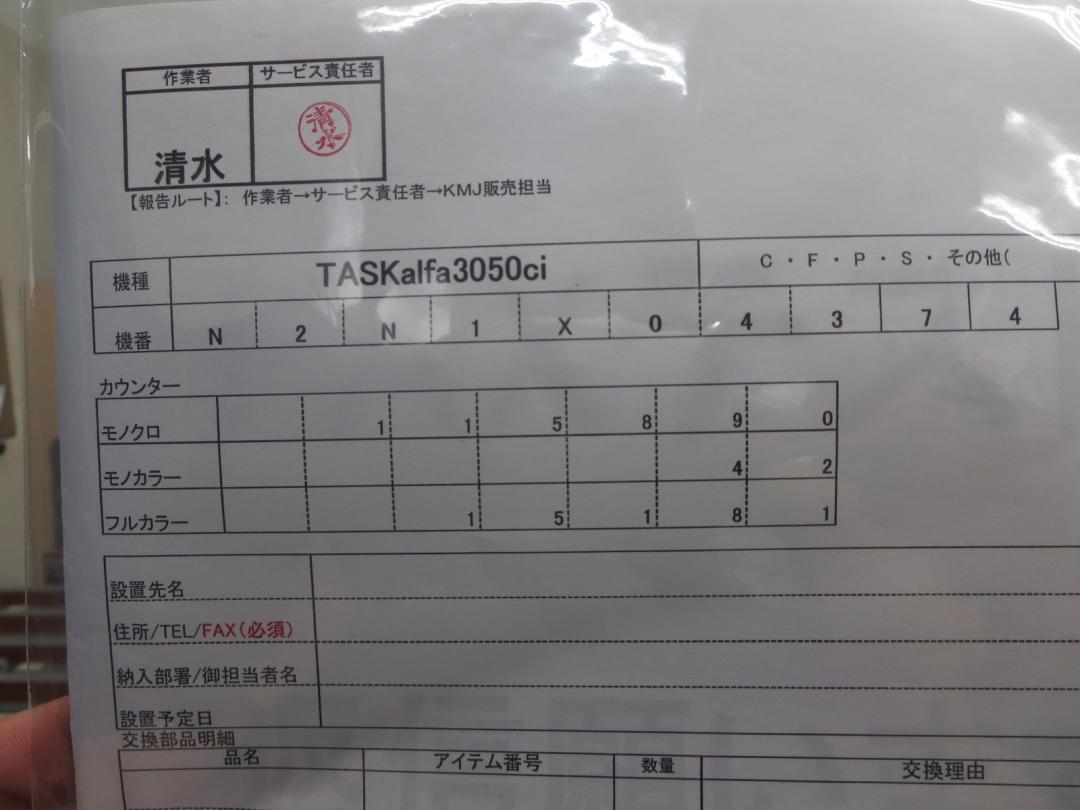 作業者 サービス責任者
清水 清水
【報告ルート】： 作業者→サービス責任者→KMJ販売担当
機種 TASKalfa3050ci C・F・P・S・その他(
機番 N 2 N 1 X 0 4 3 7 4
カウンター
モノクロ 1 1 5 8 9 0
モノカラー 4 2
フルカラー 1 5 1 8 1
設置先名
住所/TEL/FAX(必須)
納入部署/御担当者名
設置予定日
交換部品明細
品名 アイテム番号 数量 交換理由